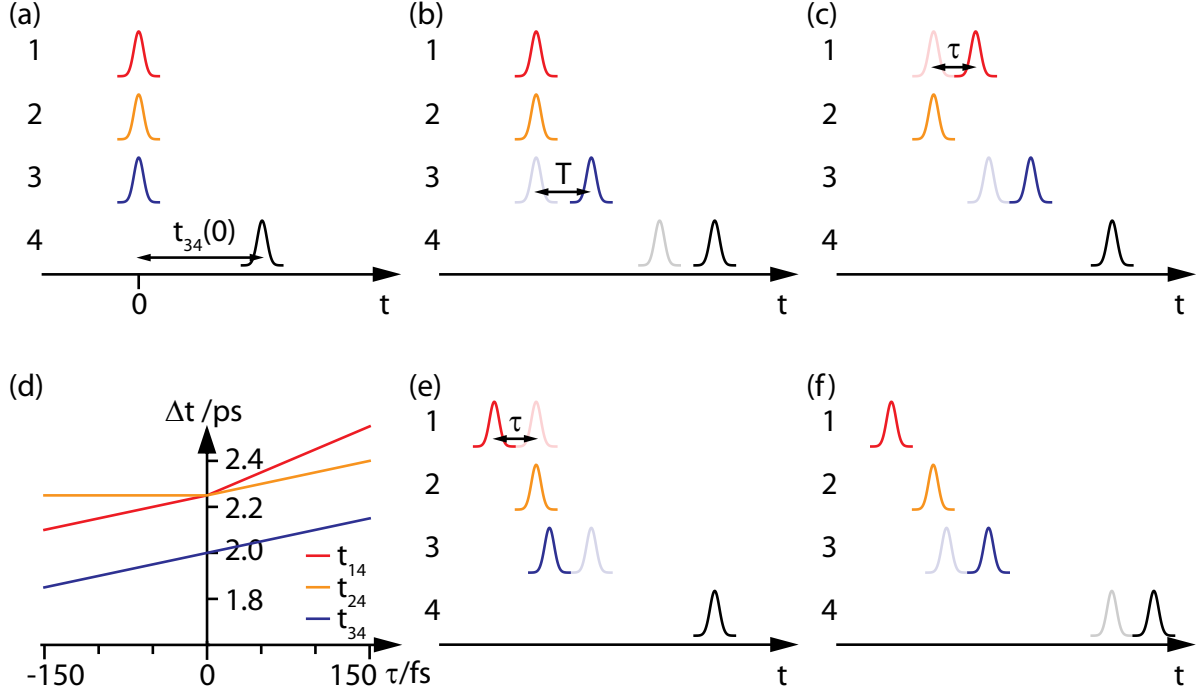 (a)
1
2
3
4
t₃₄(0)
0
t
(b)
1
2
3
4
T
t
(c)
1
2
3
4
τ
t
(d)
Δt /ps
2.4
2.2
2.0
1.8
t₁₄
t₂₄
t₃₄
-150 0 150 τ/fs
(e)
1
2
3
4
τ
t
(f)
1
2
3
4
t